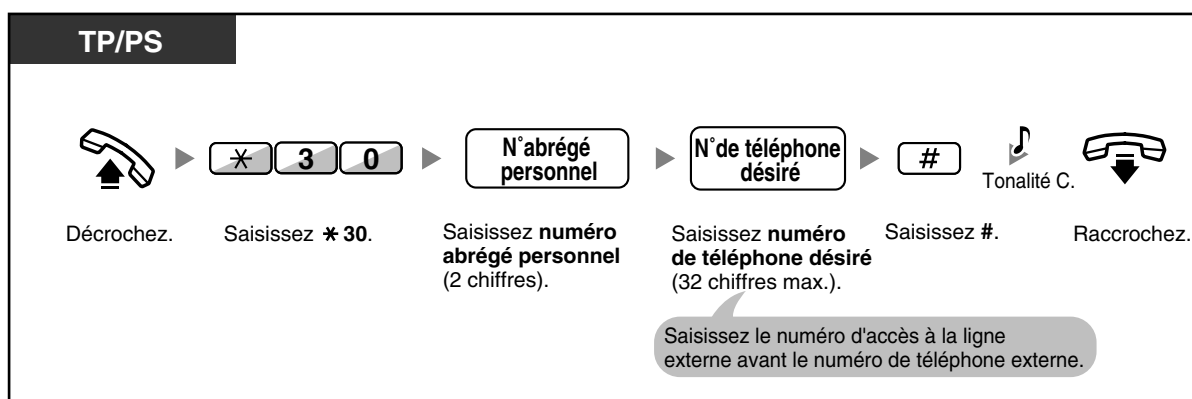 TP/PS
* 3 0
N°abrégé
personnel
N°de téléphone
désiré
#
Tonalité C.
Décrochez.
Saisissez * 30.
Saisissez numéro
abrégé personnel
(2 chiffres).
Saisissez numéro
de téléphone désiré
(32 chiffres max.).
Saisissez #.
Raccrochez.
Saisissez le numéro d'accès à la ligne
externe avant le numéro de téléphone externe.